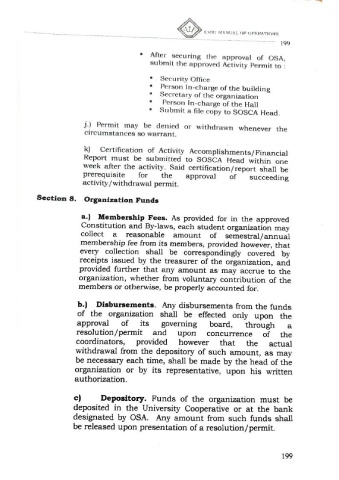 CSSU MANUAL OF OPERATIONS
199
* After securing the approval of OSA,
submit the approved Activity Permit to :
* Security Office
* Person In-charge of the building
* Secretary of the organization
* Person In-charge of the Hall
* Submit a file copy to SOSCA Head.
j.) Permit may be denied or withdrawn whenever the
circumstances so warrant.
k) Certification of Activity Accomplishments/Financial
Report must be submitted to SOSCA Head within one
week after the activity. Said certification/report shall be
prerequisite for the approval of succeeding
activity/withdrawal permit.
Section 8. Organization Funds
a.) Membership Fees. As provided for in the approved
Constitution and By-laws, each student organization may
collect a reasonable amount of semestral/annual
membership fee from its members, provided however, that
every collection shall be correspondingly covered by
receipts issued by the treasurer of the organization, and
provided further that any amount as may accrue to the
organization, whether from voluntary contribution of the
members or otherwise, be properly accounted for.
b.) Disbursements. Any disbursements from the funds
of the organization shall be effected only upon the
approval of its governing board, through a
resolution/permit and upon concurrence of the
coordinators, provided however that the actual
withdrawal from the depository of such amount, as may
be necessary each time, shall be made by the head of the
organization or by its representative, upon his written
authorization.
c) Depository. Funds of the organization must be
deposited in the University Cooperative or at the bank
designated by OSA. Any amount from such funds shall
be released upon presentation of a resolution/permit.
199